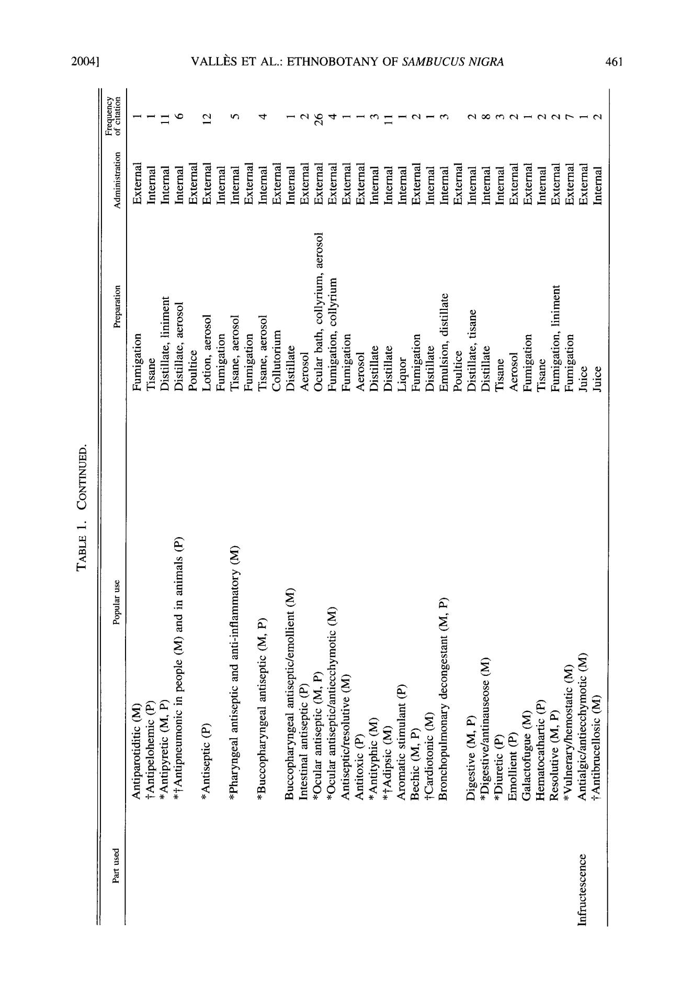 2004] VALLÈS ET AL.: ETHNOBOTANY OF SAMBUCUS NIGRA 461
TABLE 1. CONTINUED.
Part used Popular use Preparation Administration Frequency of citation
Antiparotiditic (M) Fumigation External 1
†Antipelohemic (P) Tisane Internal 1
*Antipyretic (M, P) Distillate, liniment Internal 11
*†Antipneumonic in people (M) and in animals (P) Distillate, aerosol Internal 6
Poultice External
*Antiseptic (P) Lotion, aerosol External 12
Fumigation Internal
*Pharyngeal antiseptic and anti-inflammatory (M) Tisane, aerosol Internal 5
Fumigation External
*Buccopharyngeal antiseptic (M, P) Tisane, aerosol Internal 4
Collutorium External
Buccopharyngeal antiseptic/emollient (M) Distillate Internal 1
Intestinal antiseptic (P) Aerosol External 2
*Ocular antiseptic (M, P) Ocular bath, collyrium, aerosol External 26
*Ocular antiseptic/antiecchymotic (M) Fumigation, collyrium External 4
Antiseptic/resolutive (M) Fumigation External 1
Antitoxic (P) Aerosol External 1
*Antityphic (M) Distillate Internal 3
*†Adipsic (M) Distillate Internal 11
Aromatic stimulant (P) Liquor Internal 1
Bechic (M, P) Fumigation External 2
†Cardiotonic (M) Distillate Internal 1
Bronchopulmonary decongestant (M, P) Emulsion, distillate Internal 3
Poultice External
Digestive (M, P) Distillate, tisane Internal 2
*Digestive/antinauseose (M) Distillate Internal 8
*Diuretic (P) Tisane Internal 3
Emollient (P) Aerosol External 2
Galactofugue (M) Fumigation External 1
Hematocathartic (P) Tisane Internal 2
Resolutive (M, P) Fumigation, liniment External 2
*Vulnerary/hemostatic (M) Fumigation External 7
Infructescence Antialgic/antiecchymotic (M) Juice External 1
†Antibrucellosic (M) Juice Internal 2